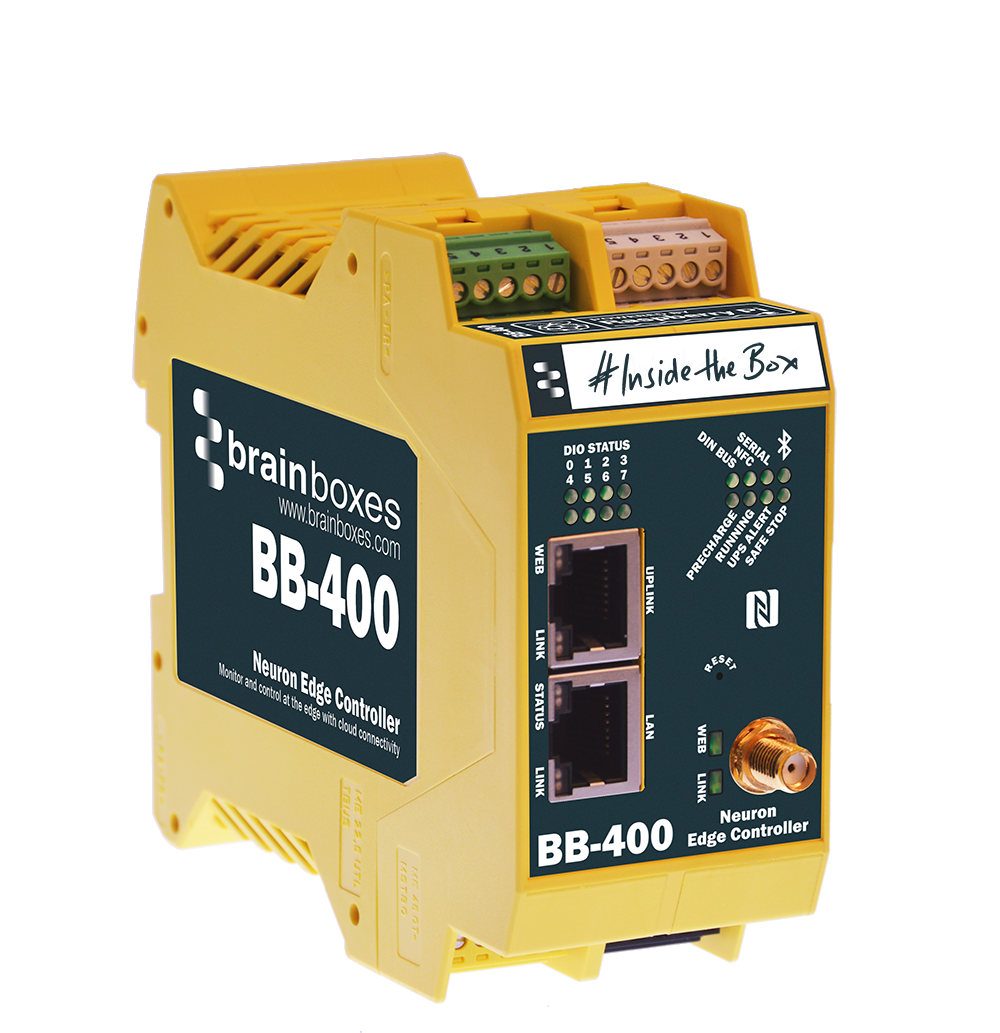 5 4 3 2 1
5 4 3 2 1
Raspberry Pi
#Inside the Box
brainboxes
www.brainboxes.com
BB-400
Neuron Edge Controller
Monitor and control at the edge with cloud connectivity
DIO STATUS
0 1 2 3
4 5 6 7
DIN BUS
SERIAL
NFC
PRECHARGE
RUNNING
UPS ALERT
SAFE STOP
WEB
UPLINK
LINK
RESET
STATUS
LAN
LINK
WEB
LINK
BB-400
Neuron
Edge Controller